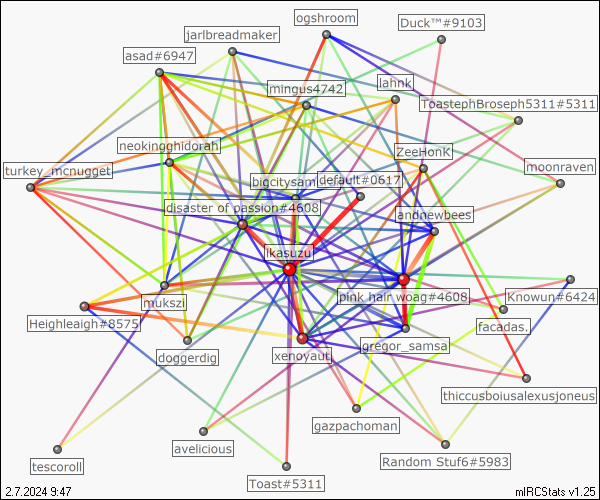 ogshroom
Duck™#9103
jarlbreadmaker
asad#6947
mingus4742
lahnk
ToastephBroseph5311#5311
neokingghidorah
ZeeHonK
turkey_mcnugget
moonraven
default#0617
disaster of passion#4608
andnewbees
ikasuzu
mukszi
pink hair woag#4608
Knowun#6424
Heighleaigh#8575
facadas.
xenoyaut
gregor_samsa
doggerdig
thiccusboiusalexusjoneus
gazpachoman
avelicious
Random Stuf6#5983
tescoroll
Toast#5311
2.7.2024 9:47
mIRCStats v1.25